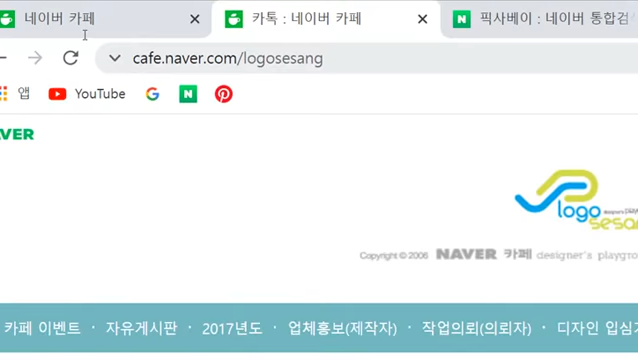 네이버 카페
카톡 : 네이버 카페
픽사베이 : 네이버 통합검
cafe.naver.com/logosesang
앱 YouTube
VER
logo
sesang
Copyright © 2006 NAVER 카페 designer's playgro
카페 이벤트 · 자유게시판 · 2017년도 · 업체홍보(제작자) · 작업의뢰(의뢰자) · 디자인 입심